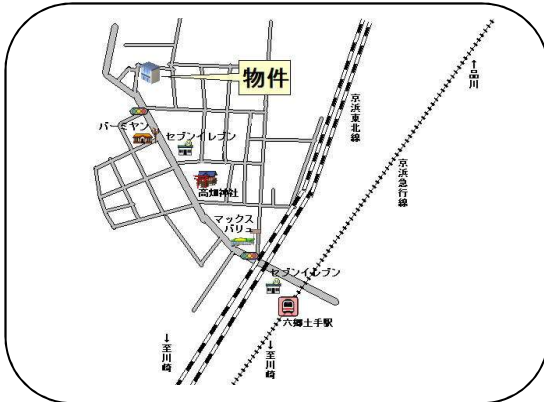 物件
↑品川
京浜東北線
バーミヤン
セブンイレブン
京浜急行線
高畑神社
マックス
バリュ
セブンイレブン
六郷土手駅
↓至川崎
↓至川崎